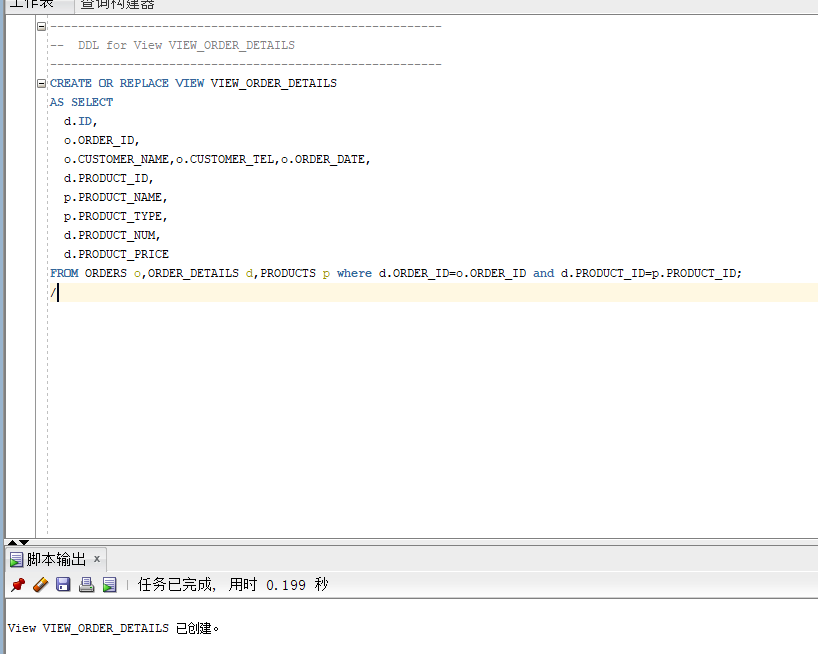 工作表 查询构建器
--------------------------------------------------------
--  DDL for View VIEW_ORDER_DETAILS
--------------------------------------------------------
CREATE OR REPLACE VIEW VIEW_ORDER_DETAILS
AS SELECT
  d.ID,
  o.ORDER_ID,
  o.CUSTOMER_NAME,o.CUSTOMER_TEL,o.ORDER_DATE,
  d.PRODUCT_ID,
  p.PRODUCT_NAME,
  p.PRODUCT_TYPE,
  d.PRODUCT_NUM,
  d.PRODUCT_PRICE
FROM ORDERS o,ORDER_DETAILS d,PRODUCTS p where d.ORDER_ID=o.ORDER_ID and d.PRODUCT_ID=p.PRODUCT_ID;
/
脚本输出 x
任务已完成, 用时 0.199 秒
View VIEW_ORDER_DETAILS 已创建。